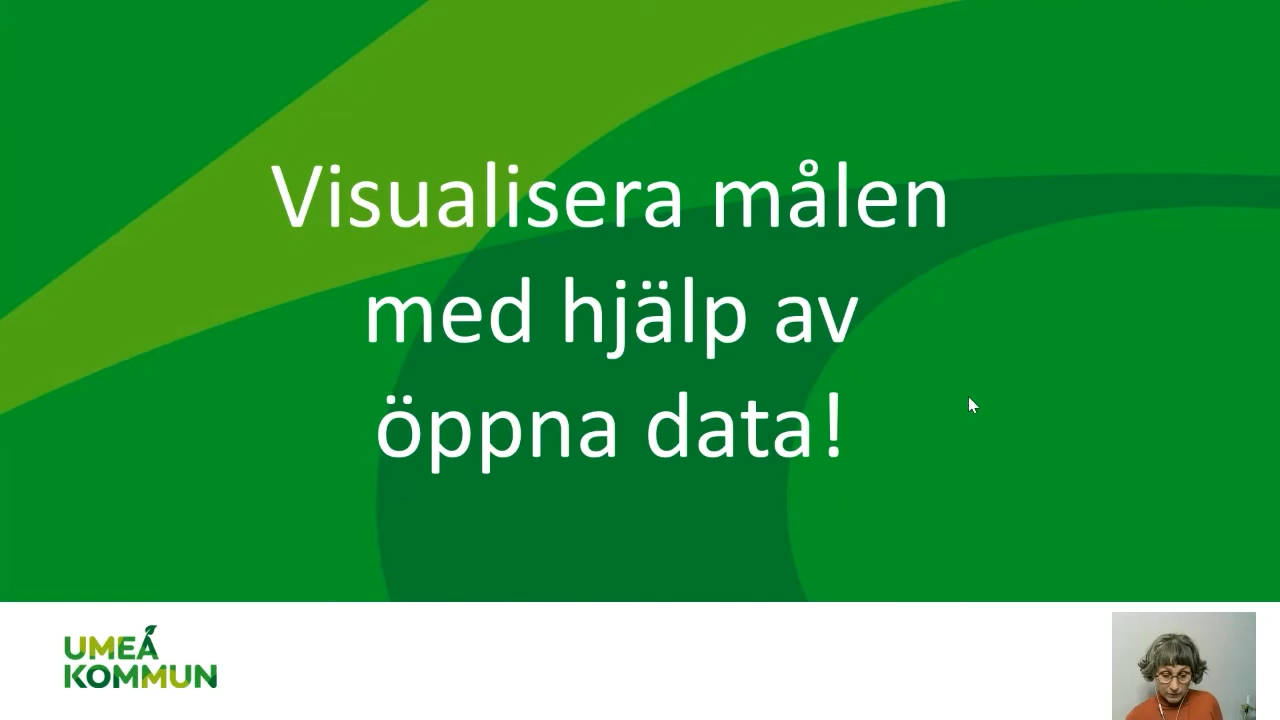 Visualisera målen
med hjälp av
öppna data!
UMEÅ
KOMMUN